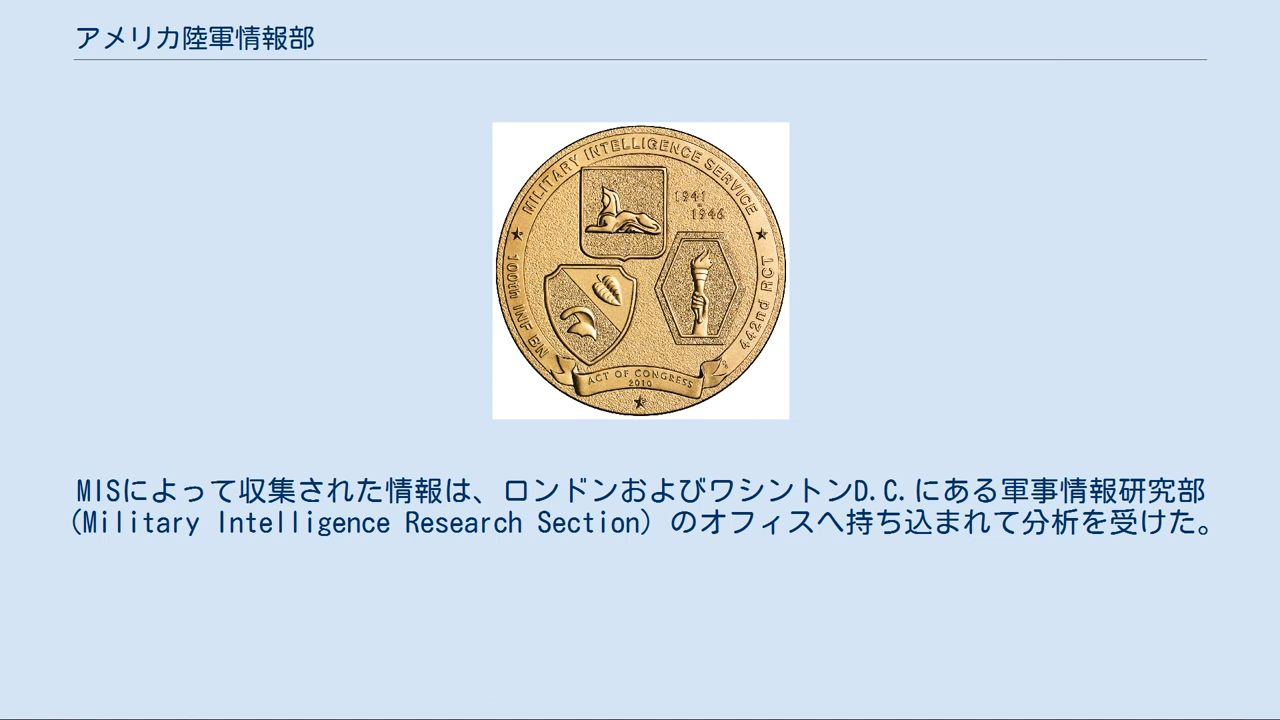 アメリカ陸軍情報部
MILITARY INTELLIGENCE SERVICE
1941
1946
100th INF BN
442nd RCT
ACT OF CONGRESS
2010
MISによって収集された情報は、ロンドンおよびワシントンD.C.にある軍事情報研究部
(Military Intelligence Research Section) のオフィスへ持ち込まれて分析を受けた。